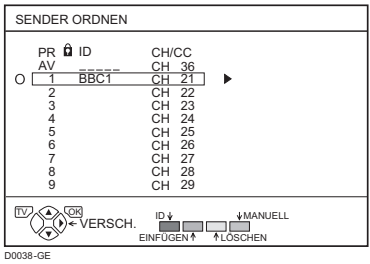 SENDER ORDNEN
PR ID CH/CC
AV _____ CH 36
O 1 BBC1 CH 21
2 CH 22
3 CH 23
4 CH 24
5 CH 25
6 CH 26
7 CH 27
8 CH 28
9 CH 29
TV OK VERSCH.
ID MANUELL
EINFÜGEN LÖSCHEN
D0038-GE